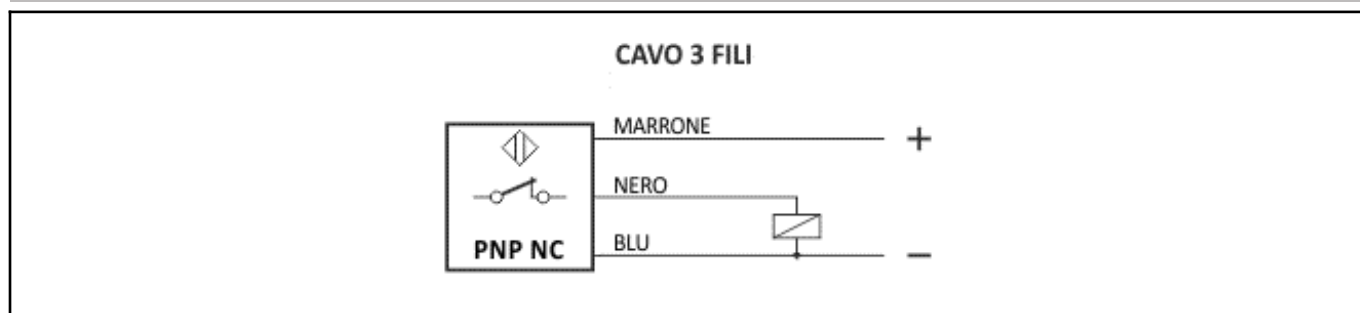 CAVO 3 FILI
MARRONE
+
NERO
PNP NC
BLU
−